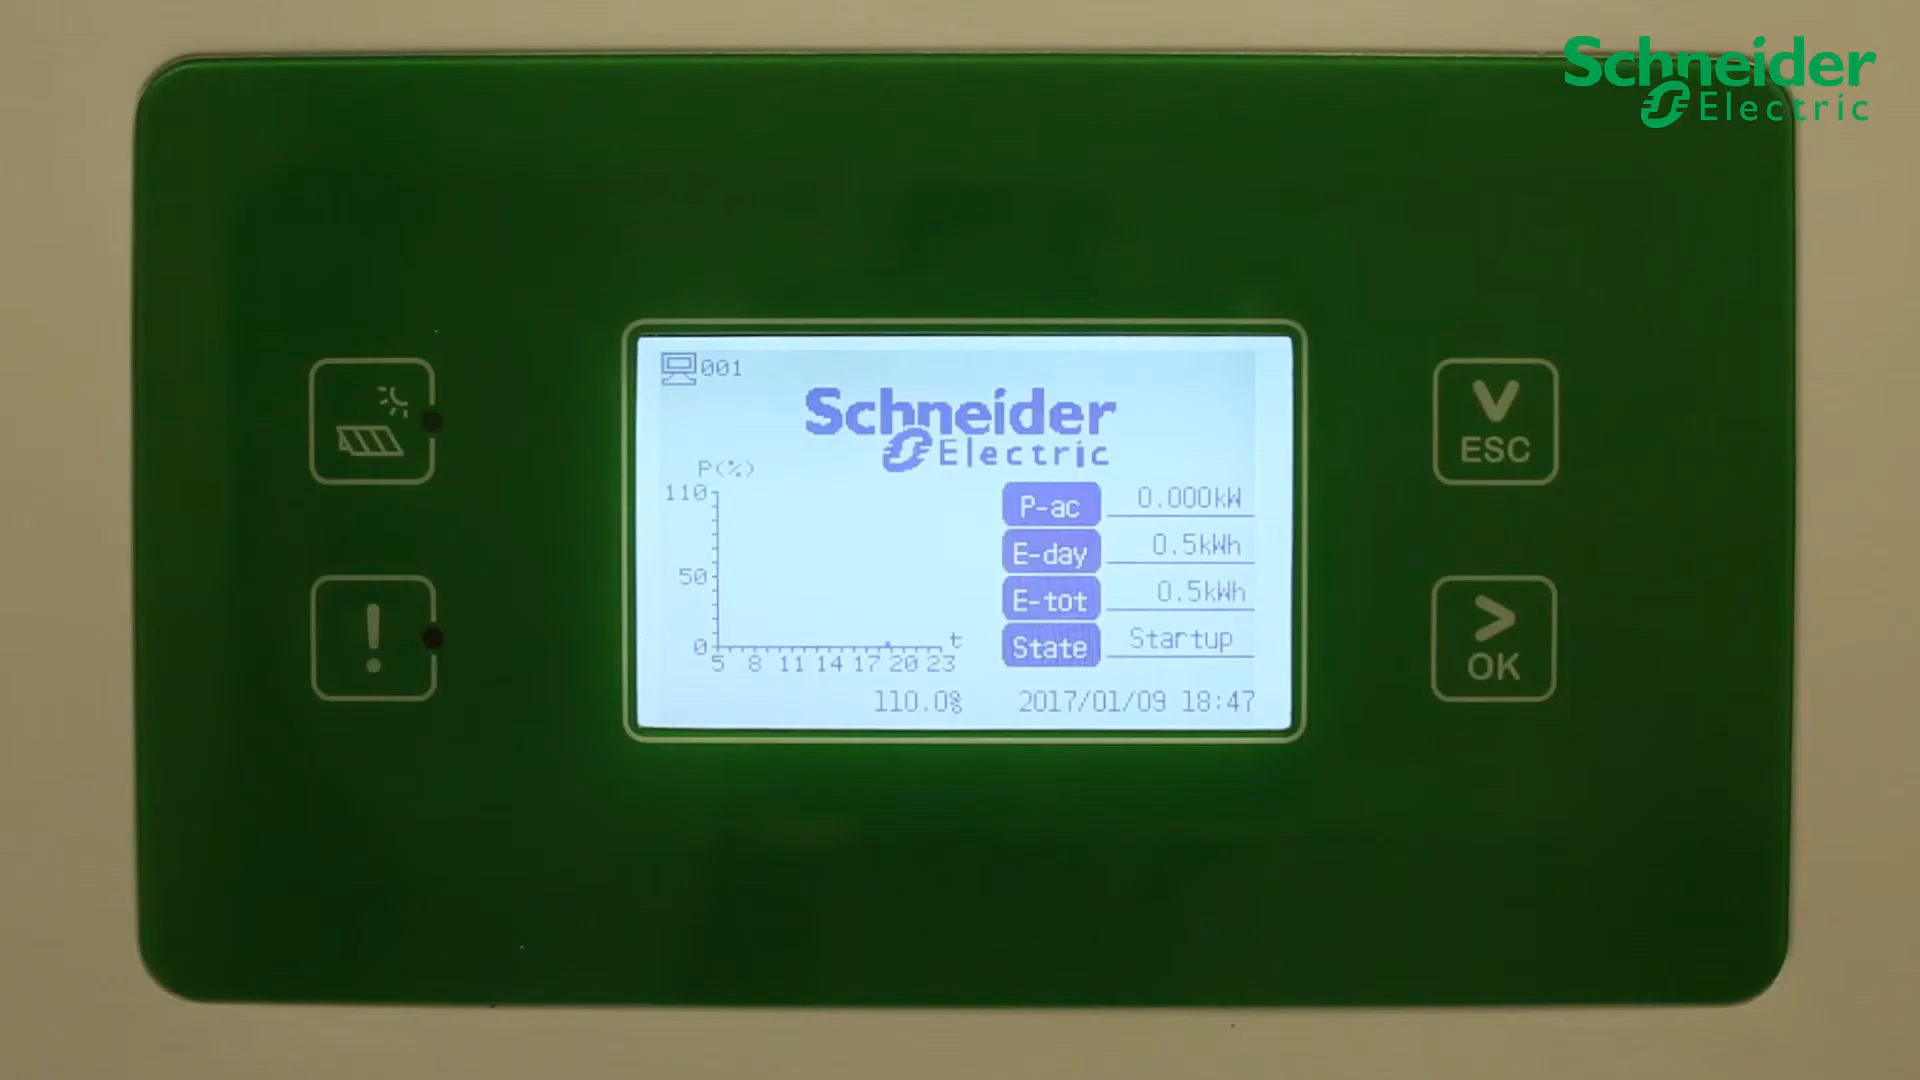 Schneider
Electric
001
Schneider
Electric
P(%)
110
50
0
5 8 11 14 17 20 23
t
P-ac 0.000kW
E-day 0.5kWh
E-tot 0.5kWh
State Startup
110.0% 2017/01/09 18:47
!
ESC
OK